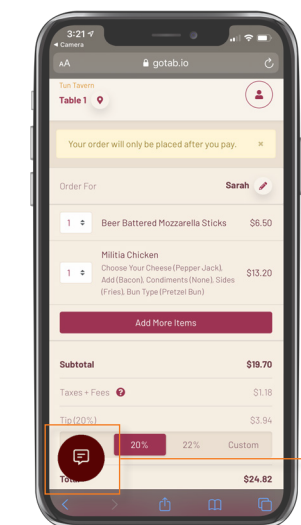 3:21
Camera
AA gotab.io
Tun Tavern
Table 1
Your order will only be placed after you pay. ×
Order For Sarah
1 Beer Battered Mozzarella Sticks $6.50
Militia Chicken
1 Choose Your Cheese (Pepper Jack), $13.20
Add (Bacon), Condiments (None), Sides
(Fries), Bun Type (Pretzel Bun)
Add More Items
Subtotal $19.70
Taxes + Fees ? $1.18
Tip (20%) $3.94
20% 22% Custom
Total $24.82